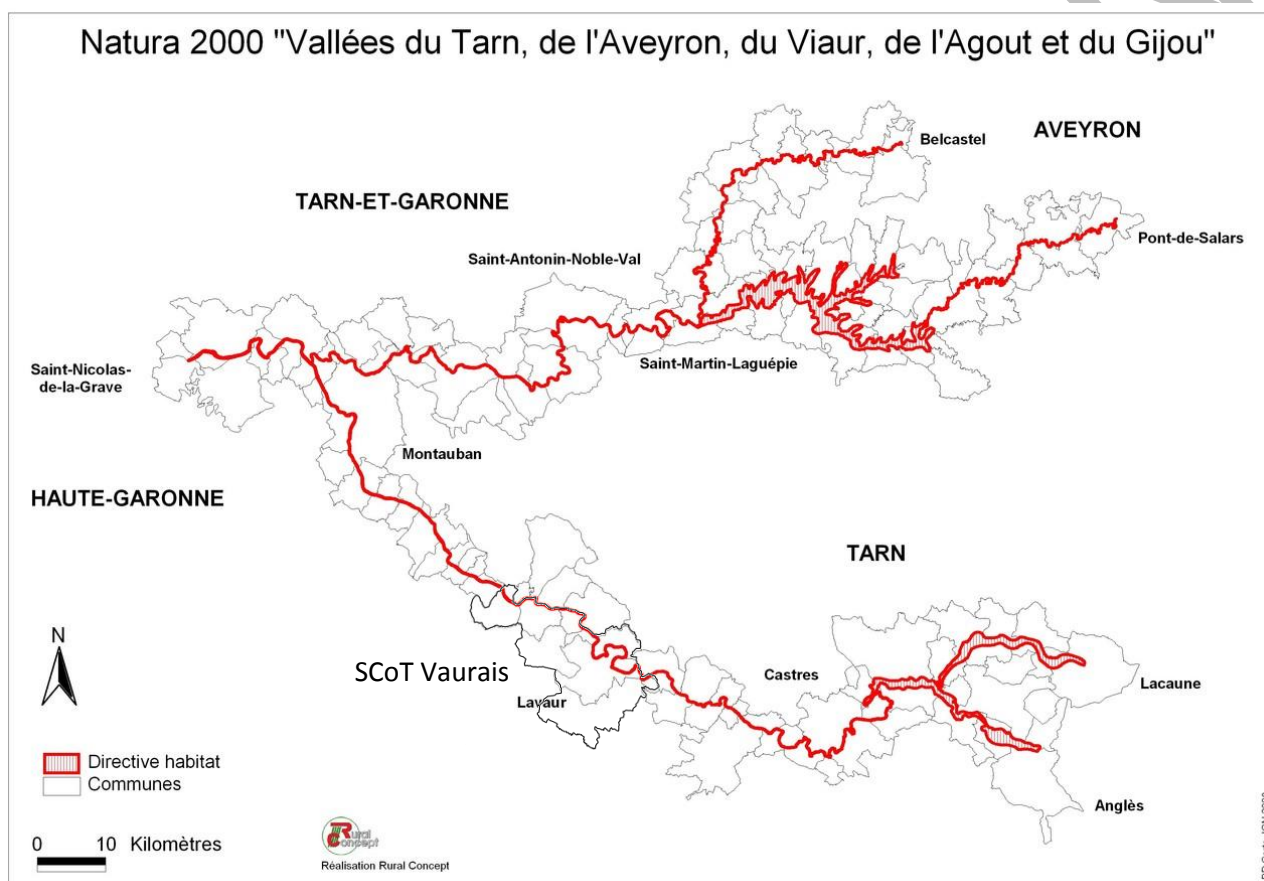 Natura 2000 "Vallées du Tarn, de l'Aveyron, du Viaur, de l'Agout et du Gijou"
AVEYRON
Belcastel
TARN-ET-GARONNE
Pont-de-Salars
Saint-Antonin-Noble-Val
Saint-Nicolas-
de-la-Grave
Saint-Martin-Laguépie
Montauban
HAUTE-GARONNE
TARN
N
SCoT Vaurais
Castres
Lacaune
Lavaur
Directive habitat
Communes
Anglès
0 10 Kilomètres
Rural
Concept
Réalisation Rural Concept